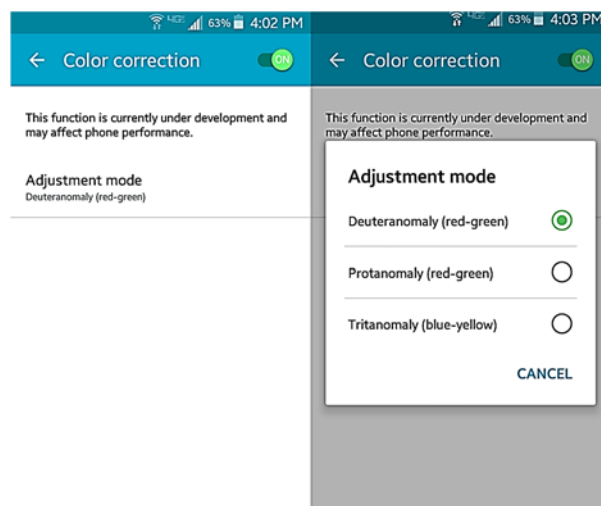 4G 63% 4:02 PM
Color correction ON
This function is currently under development and
may affect phone performance.
Adjustment mode
Deuteranomaly (red-green)
63% 4:03 PM
Color correction ON
This function is currently under development and
may affect phone performance.
Adjustment mode
Deuteranomaly (red-green)
Protanomaly (red-green)
Tritanomaly (blue-yellow)
CANCEL